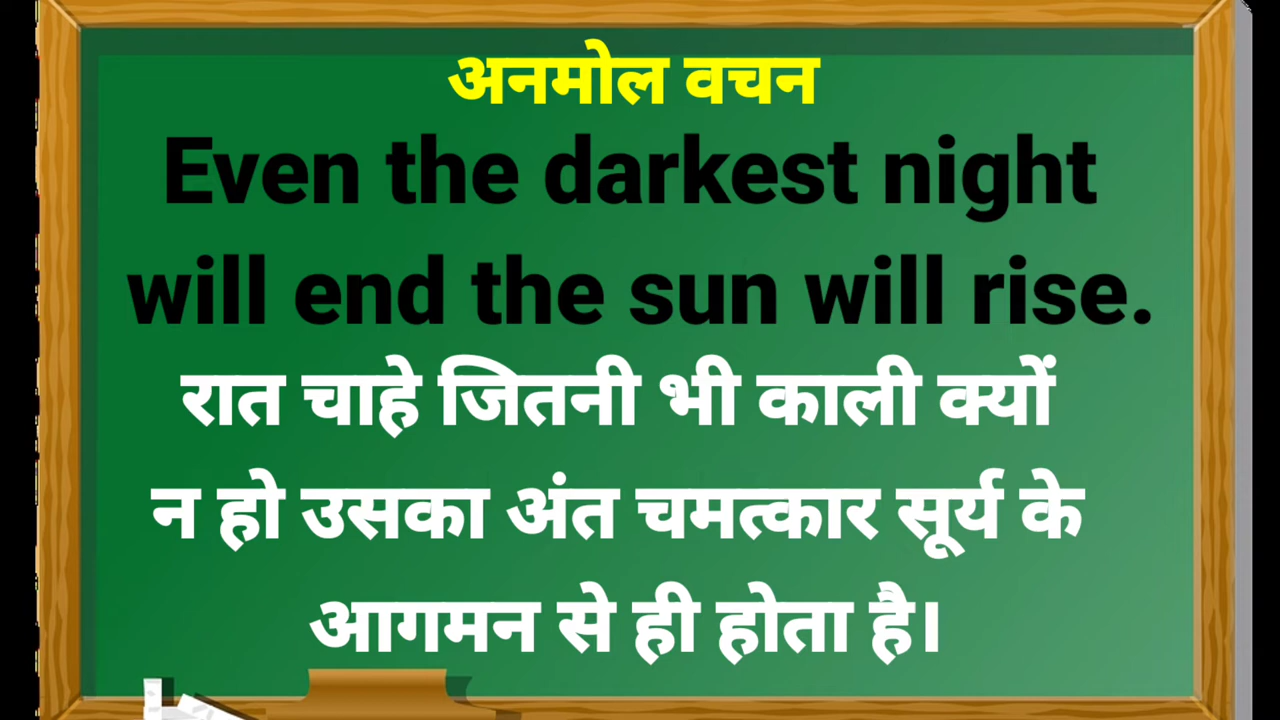 अनमोल वचन
Even the darkest night
will end the sun will rise.
रात चाहे जितनी भी काली क्यों
न हो उसका अंत चमत्कार सूर्य के
आगमन से ही होता है।